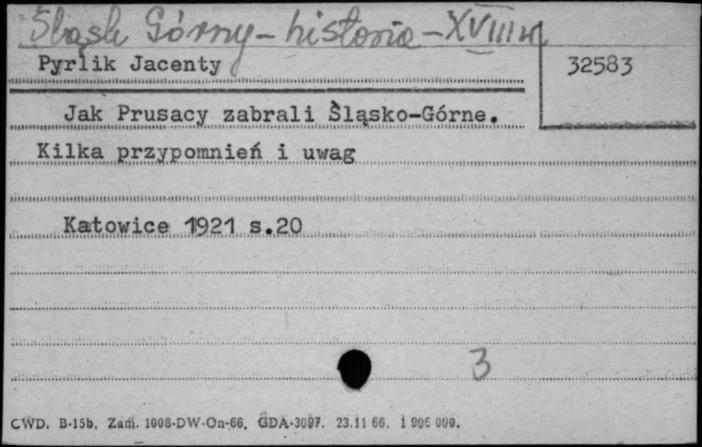 Śląsk Górny - historia - XVIII w
Pyrlik Jacenty
32583
Jak Prusacy zabrali Śląsko-Górne.
Kilka przypomnień i uwag
Katowice 1921 s.20
3
CWD. B-15b. Zam. 1008-DW-On-66. GDA-3097. 23.11 66. 1 906 000.